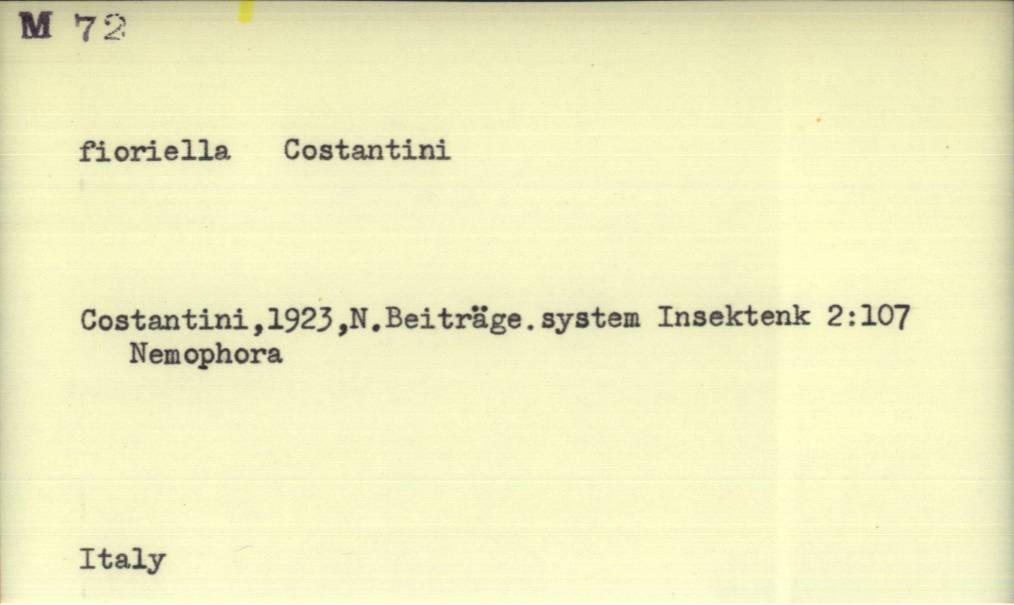 M 72
fioriella Costantini
Costantini,1923,N.Beiträge.system Insektenk 2:107
Nemophora
Italy